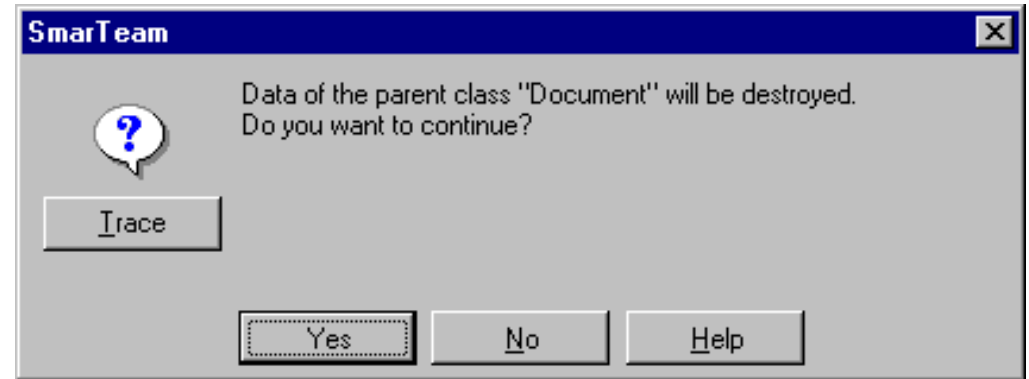 SmarTeam
Data of the parent class "Document" will be destroyed.
Do you want to continue?
?
Trace
Yes
No
Help